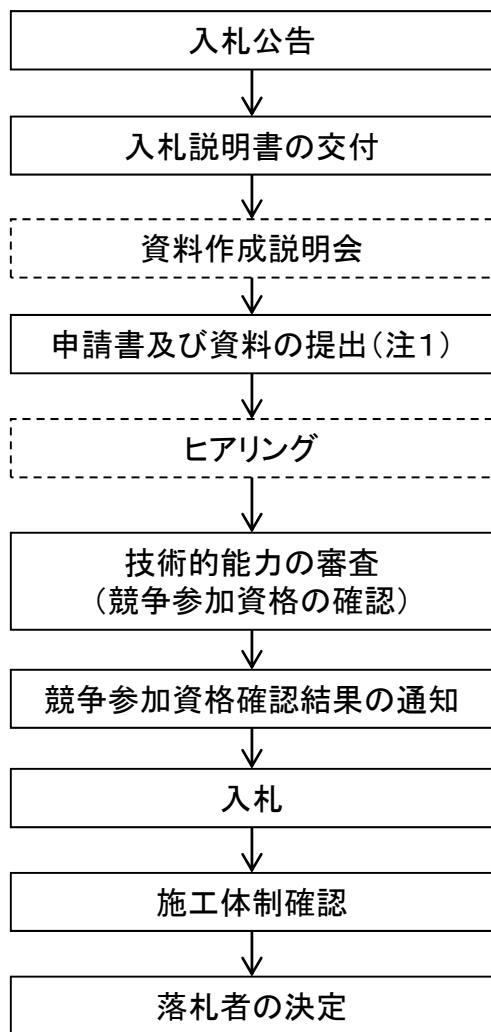 入札公告
入札説明書の交付
資料作成説明会
申請書及び資料の提出（注１）
ヒアリング
技術的能力の審査
（競争参加資格の確認）
競争参加資格確認結果の通知
入札
施工体制確認
落札者の決定